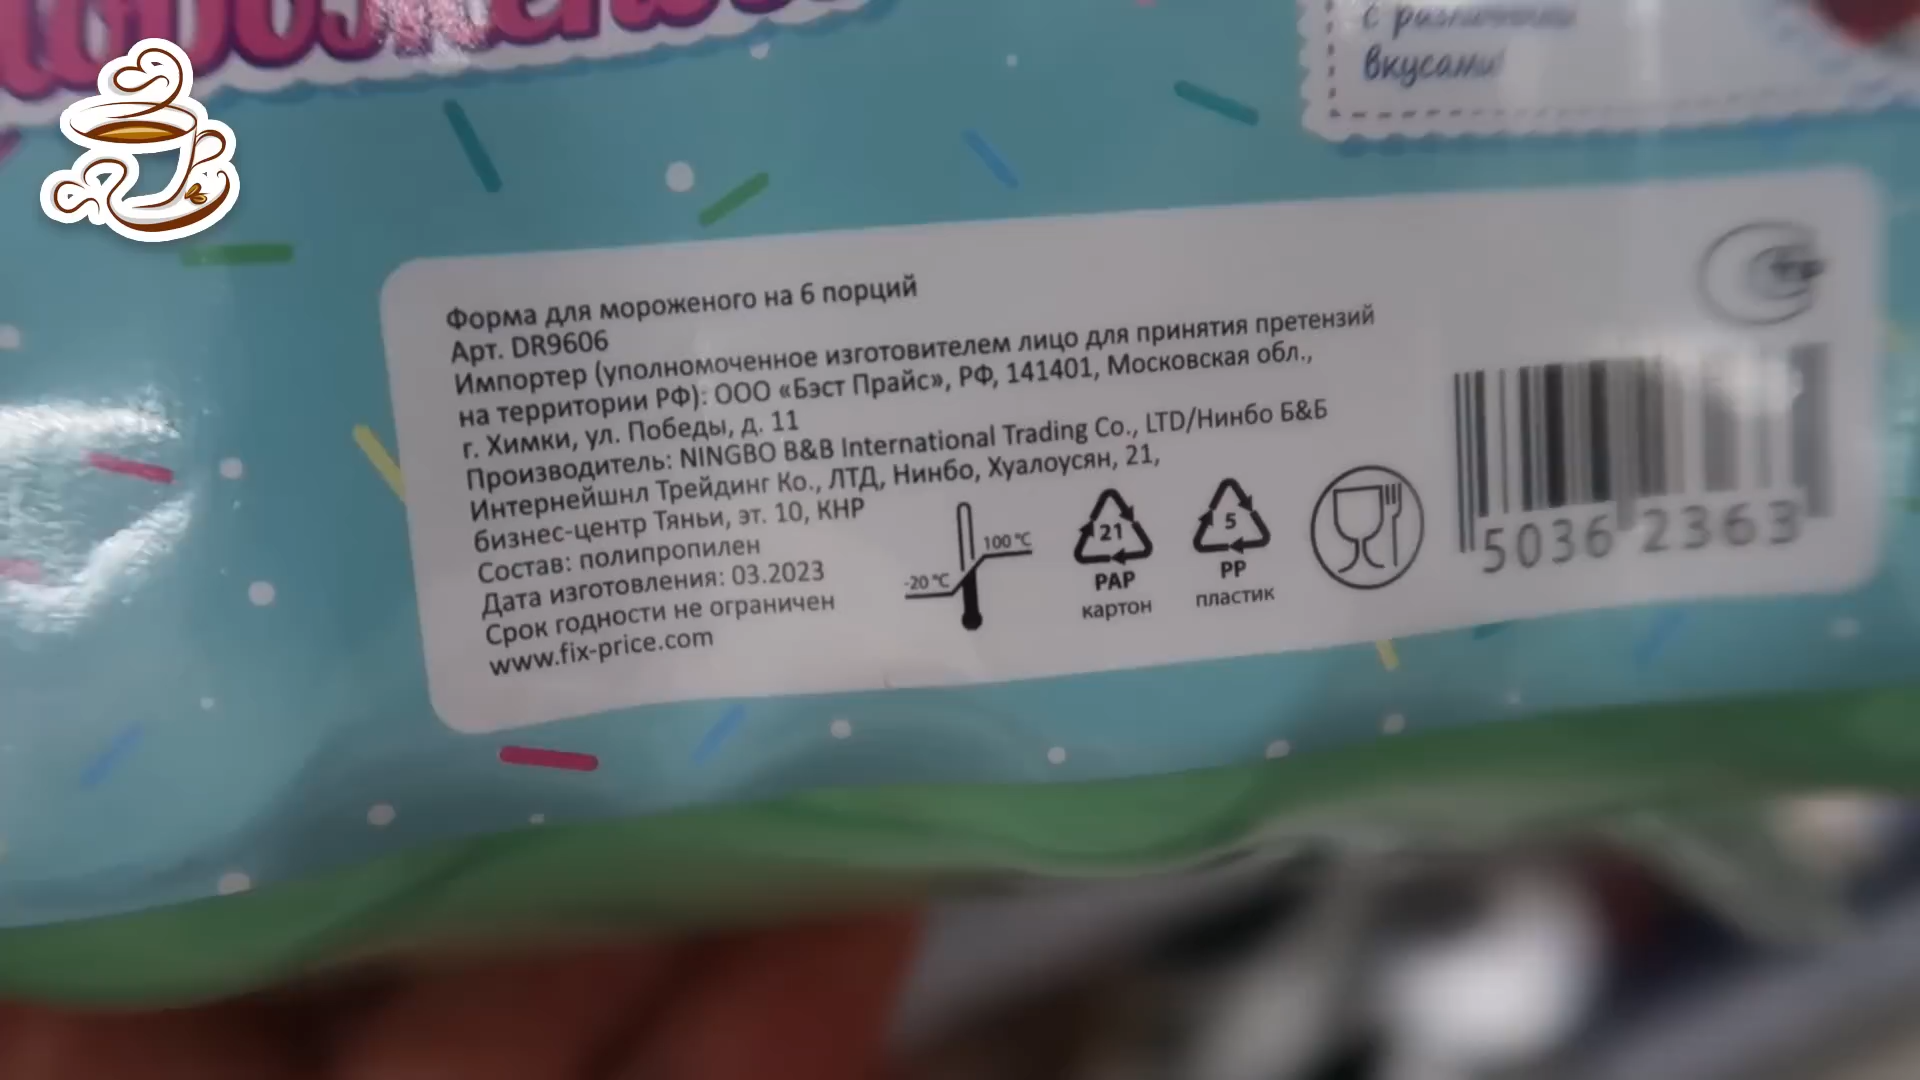 с различными
вкусами!
Форма для мороженого на 6 порций
Арт. DR9606
Импортер (уполномоченное изготовителем лицо для принятия претензий
на территории РФ): ООО «Бэст Прайс», РФ, 141401, Московская обл.,
г. Химки, ул. Победы, д. 11
Производитель: NINGBO B&B International Trading Co., LTD/Нинбо Б&Б
Интернейшнл Трейдинг Ко., ЛТД, Нинбо, Хуалоусян, 21,
бизнес-центр Тяньи, эт. 10, КНР
Состав: полипропилен
Дата изготовления: 03.2023
Срок годности не ограничен
www.fix-price.com
-20 °C
100 °C
21
PAP
картон
5
PP
пластик
5036 2363